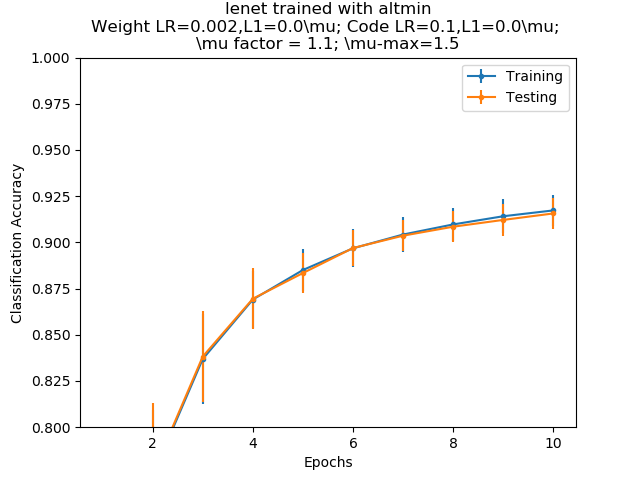 lenet trained with altmin
Weight LR=0.002,L1=0.0\mu; Code LR=0.1,L1=0.0\mu;
\mu factor = 1.1; \mu-max=1.5
1.000
0.975
0.950
0.925
0.900
0.875
0.850
0.825
0.800
Classification Accuracy
Training
Testing
2
4
6
8
10
Epochs